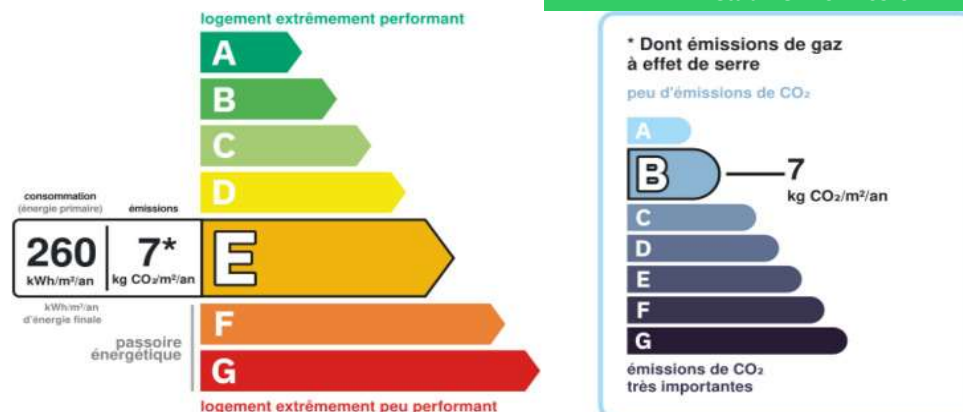 logement extrêmement performant
A
B
C
D
consommation
(énergie primaire)
émissions
260
kWh/m²/an
7*
kg CO₂/m²/an
E
kWh/m²/an
d'énergie finale
F
passoire
énergétique
G
logement extrêmement peu performant
* Dont émissions de gaz
à effet de serre
peu d'émissions de CO₂
A
B
7
kg CO₂/m²/an
C
D
E
F
G
émissions de CO₂
très importantes